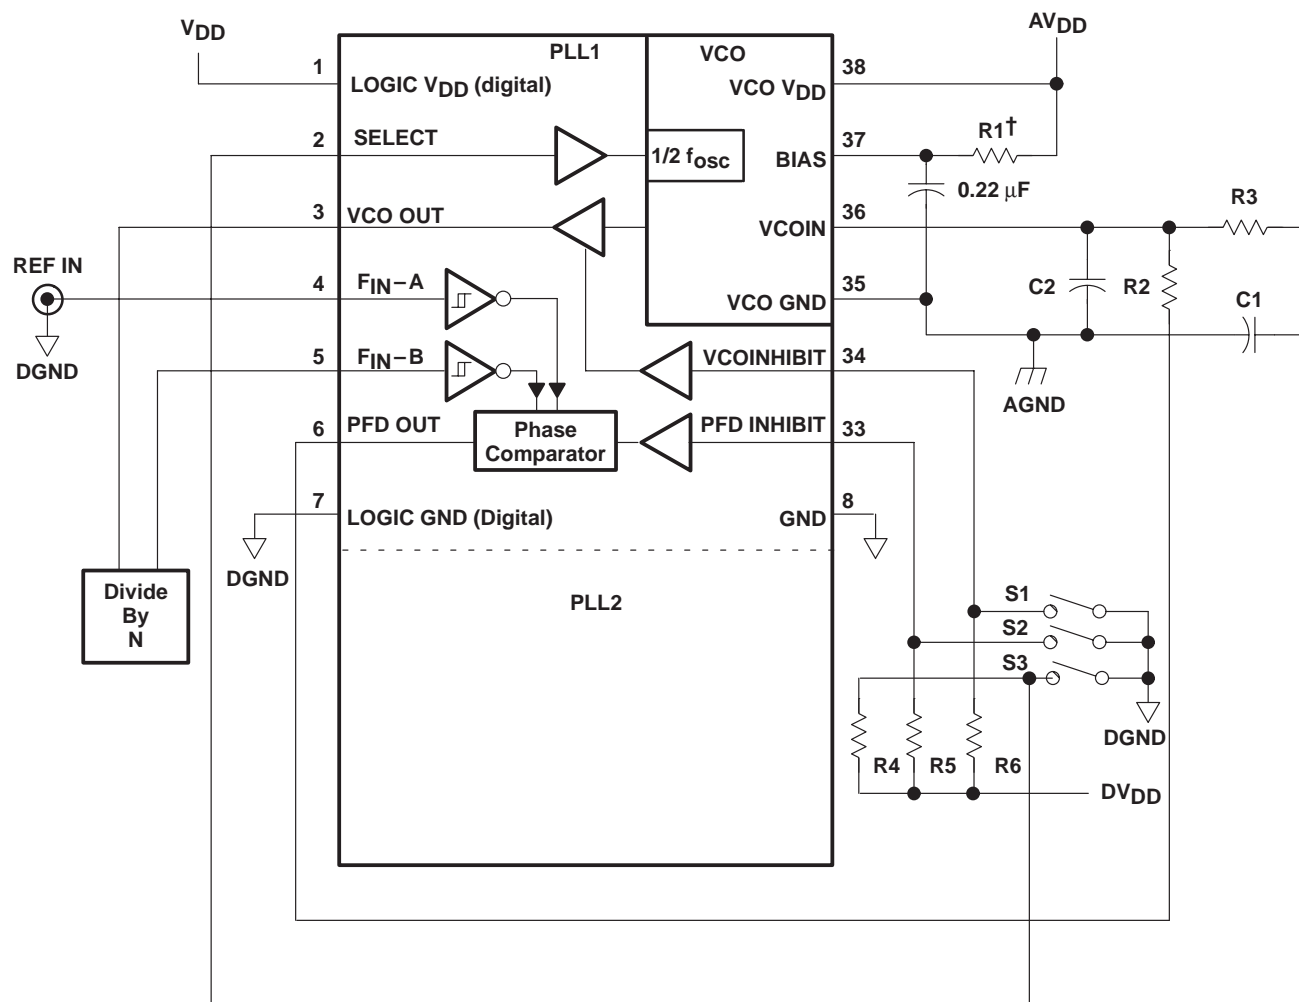 VDD
AVDD
PLL1
VCO
1
LOGIC VDD (digital)
VCO VDD
38
2
SELECT
1/2 fosc
BIAS
37
R1†
0.22 μF
3
VCO OUT
VCOIN
36
R3
REF IN
4
FIN−A
VCO GND
35
C2
R2
C1
DGND
5
FIN−B
VCOINHIBIT
34
AGND
6
PFD OUT
Phase
Comparator
PFD INHIBIT
33
7
LOGIC GND (Digital)
GND
8
DGND
Divide
By
N
PLL2
S1
S2
S3
DGND
R4
R5
R6
DVDD